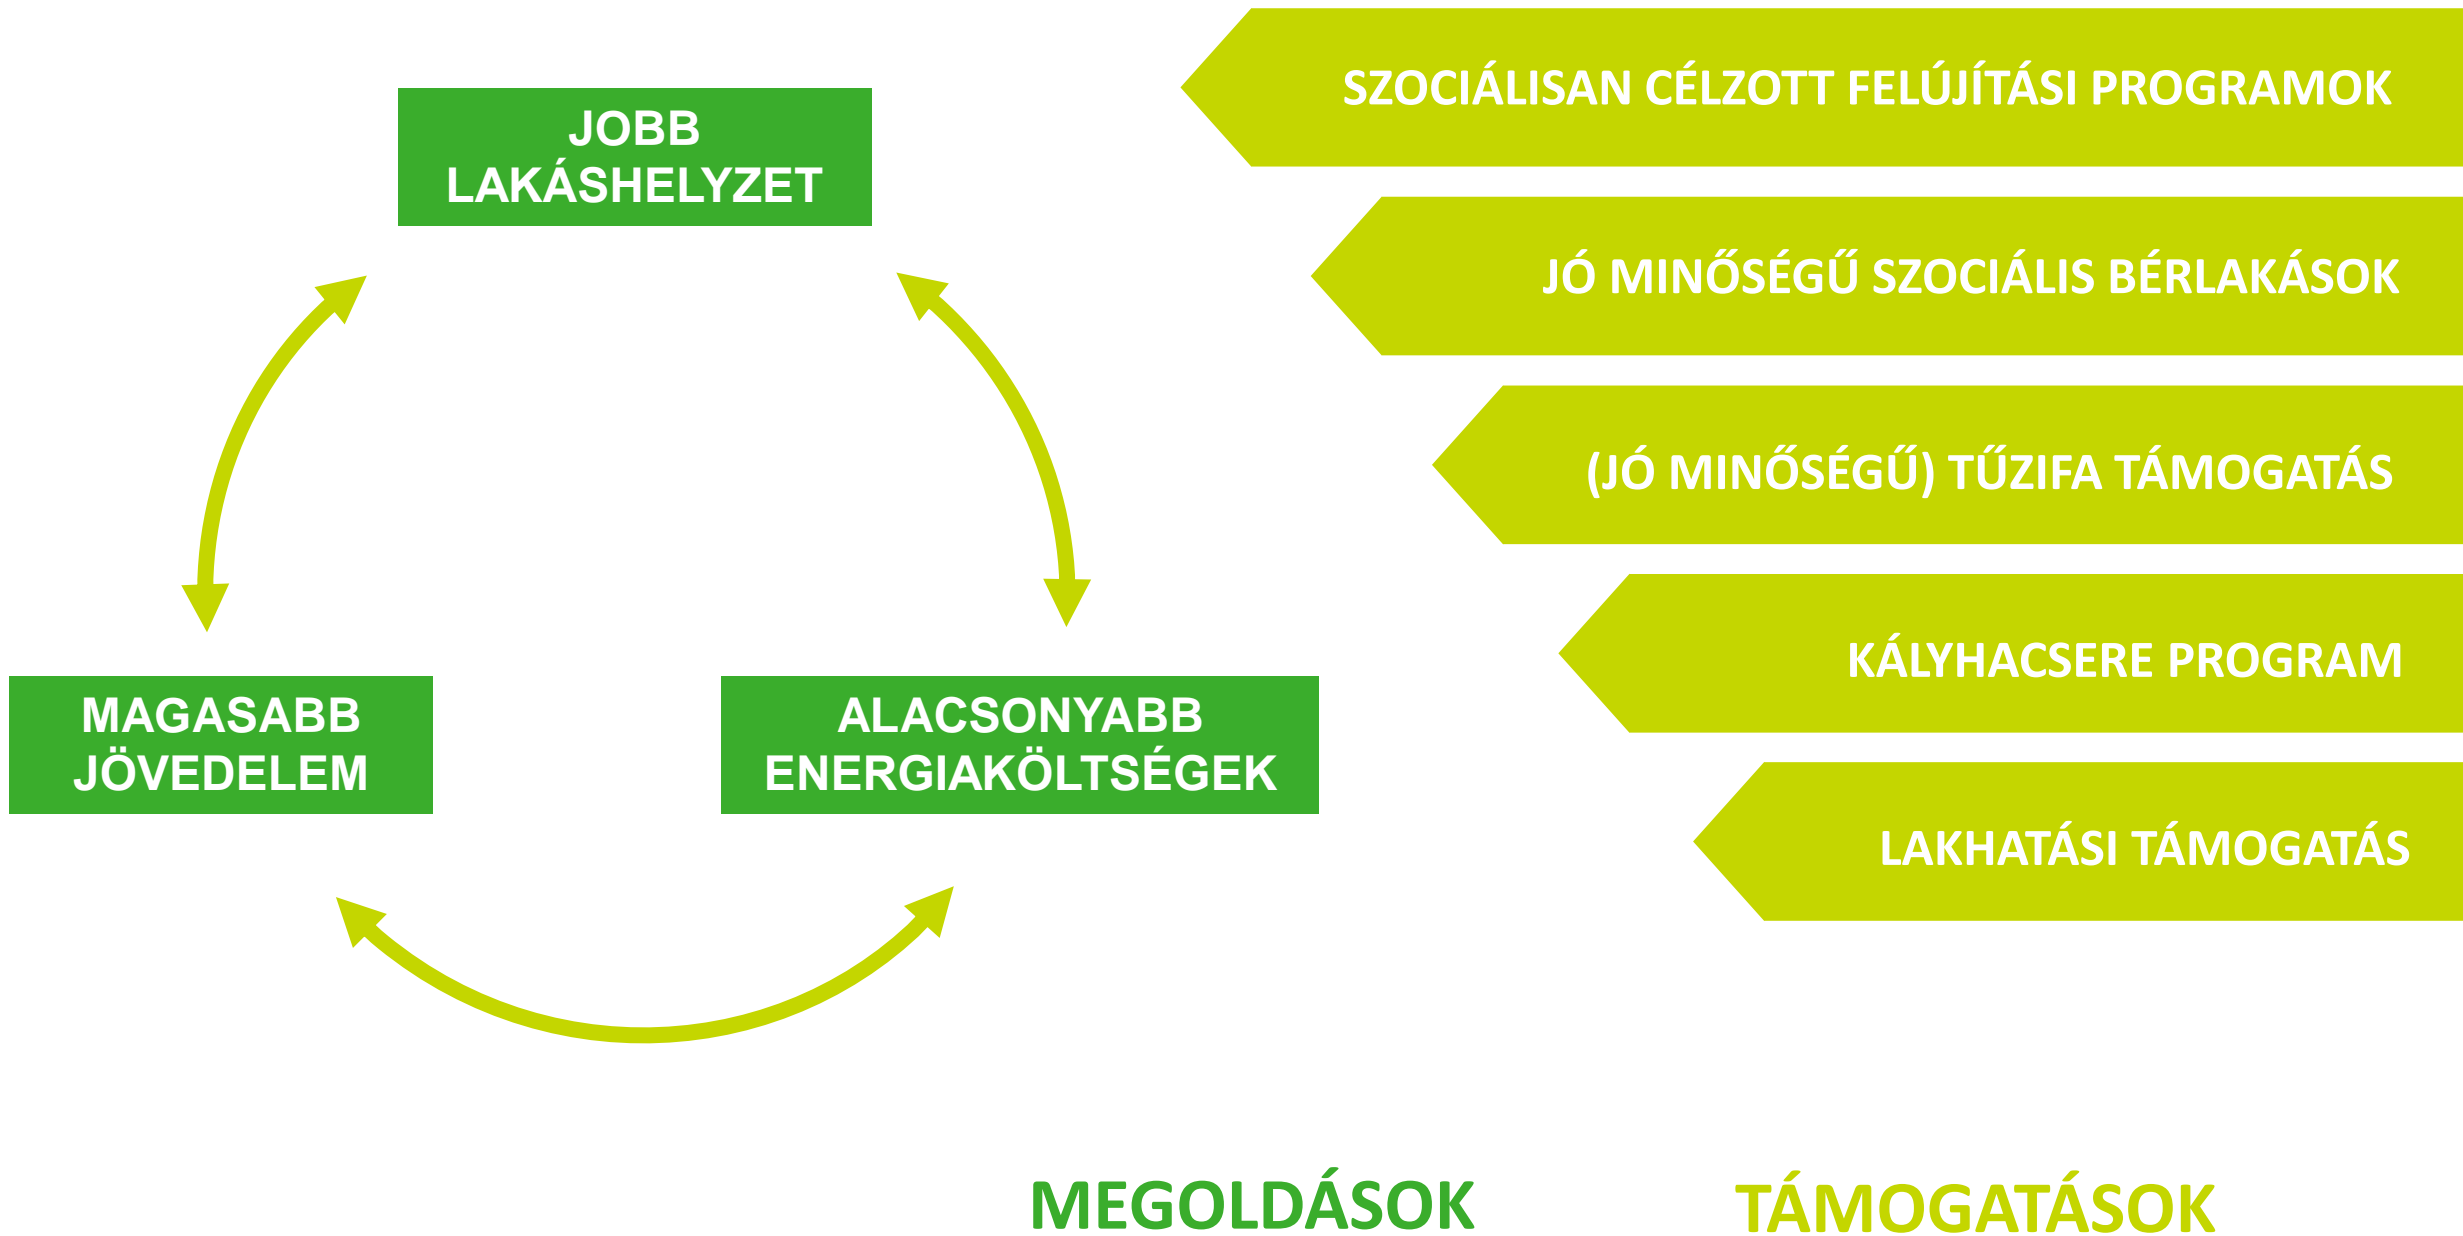 JOBB
LAKÁSHELYZET
MAGASABB
JÖVEDELEM
ALACSONYABB
ENERGIAKÖLTSÉGEK
SZOCIÁLISAN CÉLZOTT FELÚJÍTÁSI PROGRAMOK
JÓ MINŐSÉGŰ SZOCIÁLIS BÉRLAKÁSOK
(JÓ MINŐSÉGŰ) TŰZIFA TÁMOGATÁS
KÁLYHACSERE PROGRAM
LAKHATÁSI TÁMOGATÁS
MEGOLDÁSOK
TÁMOGATÁSOK